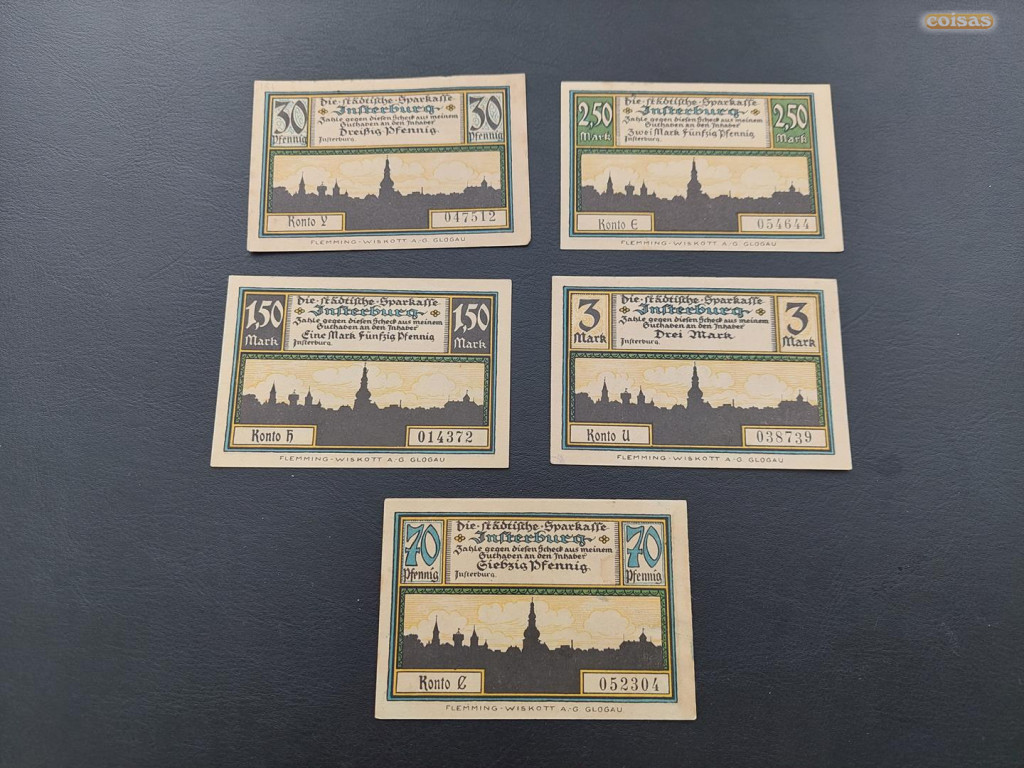 coisas
30 Pfennig
Die städtische Sparkasse
Insterburg
Zahle gegen diesen Scheck aus meinem
Guthaben an den Inhaber
Dreißig Pfennig
Insterburg.
30 Pfennig
Konto Y
047512
FLEMMING-WISKOTT A.-G. GLOGAU
2,50 Mark
Die städtische Sparkasse
Insterburg
Zahle gegen diesen Scheck aus meinem
Guthaben an den Inhaber
Zwei Mark Fünfzig Pfennig
Insterburg.
2,50 Mark
Konto E
054644
FLEMMING-WISKOTT A.-G. GLOGAU
1,50 Mark
Die städtische Sparkasse
Insterburg
Zahle gegen diesen Scheck aus meinem
Guthaben an den Inhaber
Eine Mark Fünfzig Pfennig
Insterburg.
1,50 Mark
Konto H
014372
FLEMMING-WISKOTT A.-G. GLOGAU
3 Mark
Die städtische Sparkasse
Insterburg
Zahle gegen diesen Scheck aus meinem
Guthaben an den Inhaber
Drei Mark
Insterburg.
3 Mark
Konto U
038739
FLEMMING-WISKOTT A.-G. GLOGAU
70 Pfennig
Die städtische Sparkasse
Insterburg
Zahle gegen diesen Scheck aus meinem
Guthaben an den Inhaber
Siebzig Pfennig
Insterburg.
70 Pfennig
Konto C
052304
FLEMMING-WISKOTT A.-G. GLOGAU